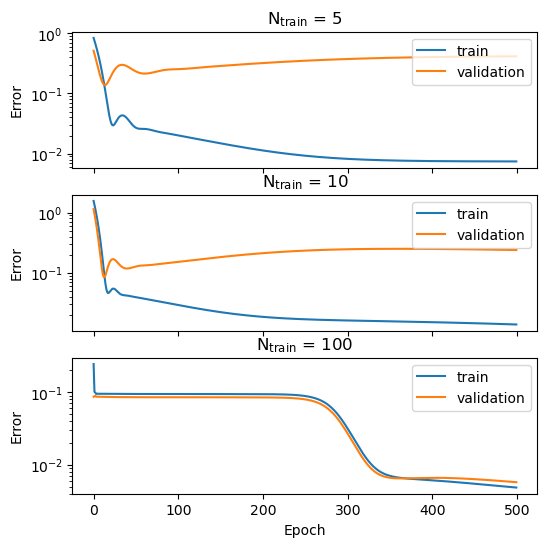 N_train = 5
10⁰
10⁻¹
10⁻²
Error
train
validation
N_train = 10
10⁰
10⁻¹
Error
train
validation
N_train = 100
10⁻¹
10⁻²
Error
train
validation
0 100 200 300 400 500
Epoch